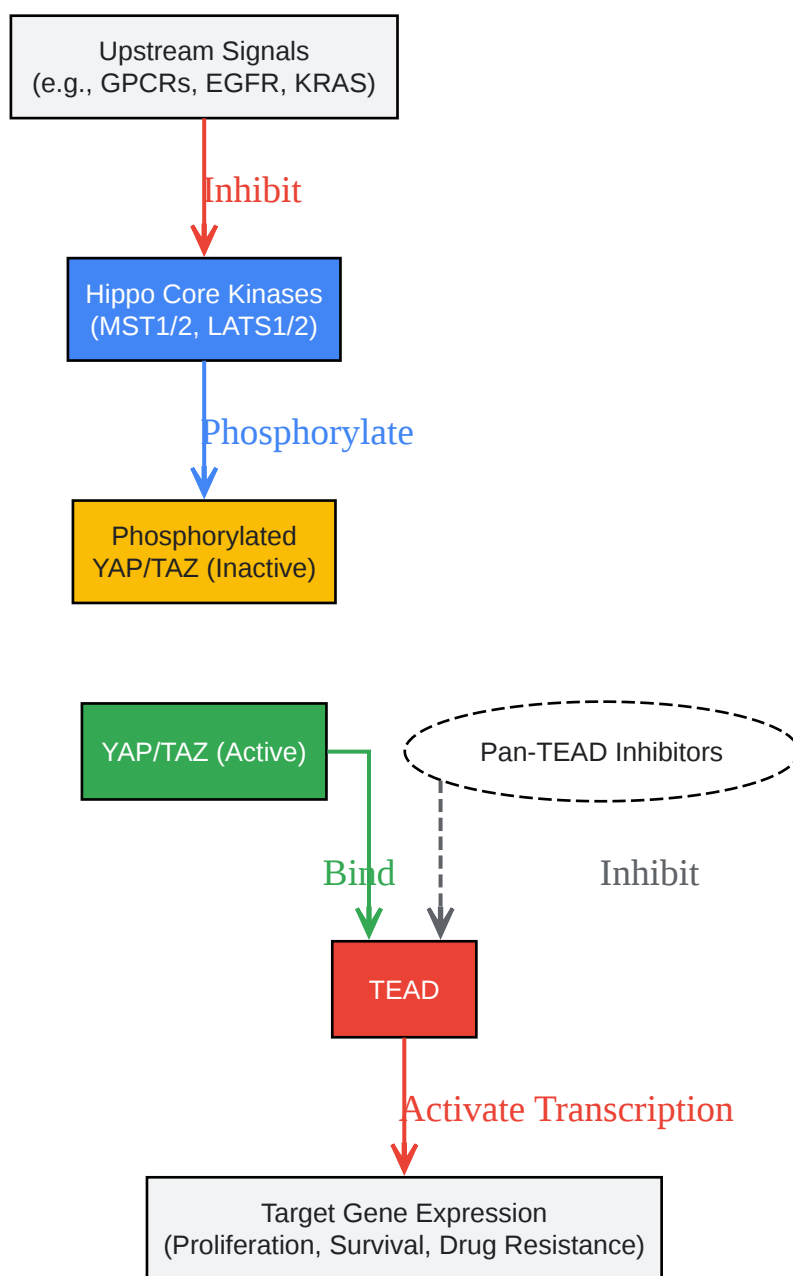 Upstream Signals
(e.g., GPCRs, EGFR, KRAS)
Inhibit
Hippo Core Kinases
(MST1/2, LATS1/2)
Phosphorylate
Phosphorylated
YAP/TAZ (Inactive)
YAP/TAZ (Active)
Pan-TEAD Inhibitors
Bind
Inhibit
TEAD
Activate Transcription
Target Gene Expression
(Proliferation, Survival, Drug Resistance)